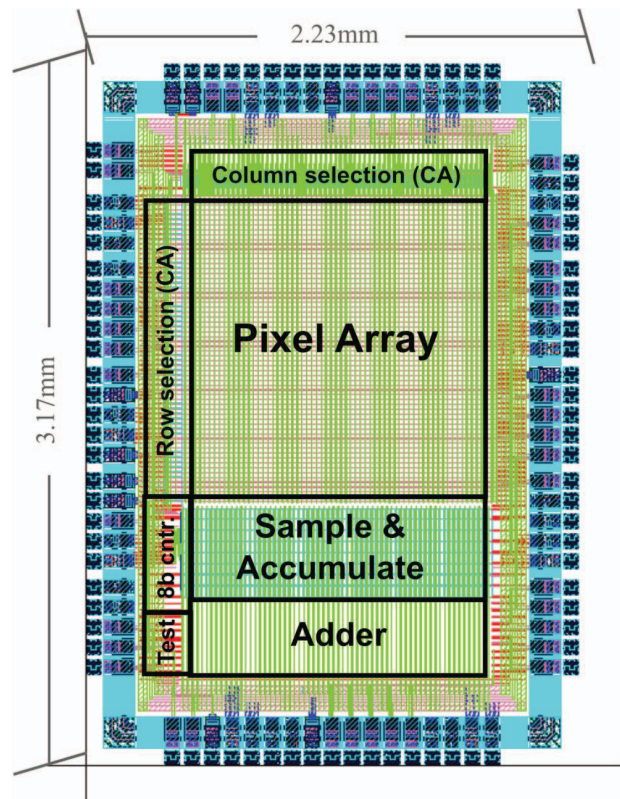 2.23mm
3.17mm
Column selection (CA)
Row selection (CA)
Pixel Array
8b cntr.
Sample &
Accumulate
Test
Adder